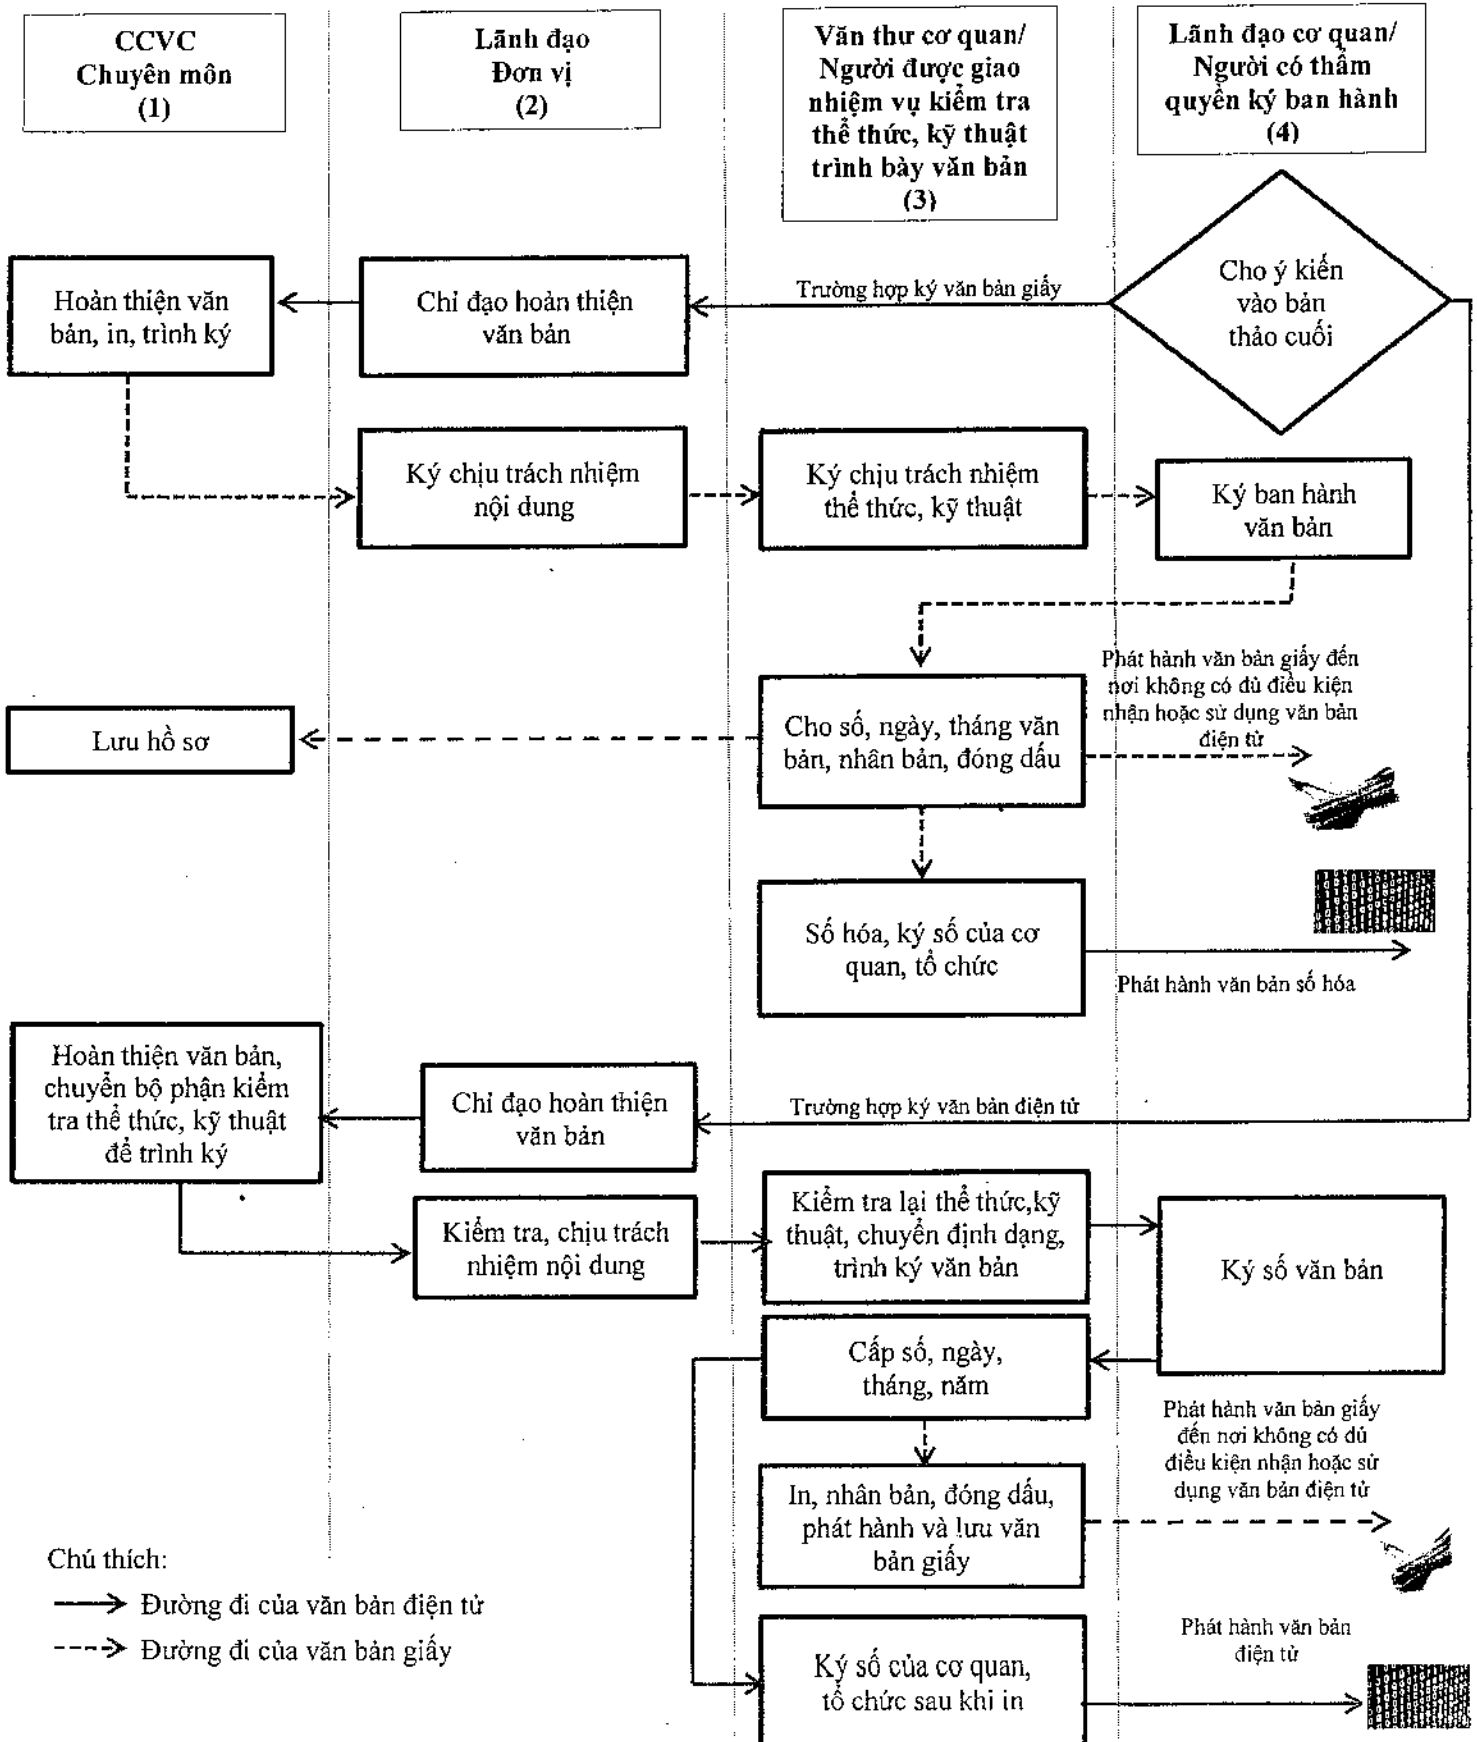 CCVC
Chuyên môn
(1)
Lãnh đạo
Đơn vị
(2)
Văn thư cơ quan/
Người được giao
nhiệm vụ kiểm tra
thể thức, kỹ thuật
trình bày văn bản
(3)
Lãnh đạo cơ quan/
Người có thẩm
quyền ký ban hành
(4)
Cho ý kiến
vào bản
thảo cuối
Trường hợp ký văn bản giấy
Chỉ đạo hoàn thiện
văn bản
Hoàn thiện văn
bản, in, trình ký
Ký chịu trách nhiệm
nội dung
Ký chịu trách nhiệm
thể thức, kỹ thuật
Ký ban hành
văn bản
Phát hành văn bản giấy đến
nơi không có đủ điều kiện
nhận hoặc sử dụng văn bản
điện tử
Cho số, ngày, tháng văn
bản, nhân bản, đóng dấu
Lưu hồ sơ
Số hóa, ký số của cơ
quan, tổ chức
Phát hành văn bản số hóa
Hoàn thiện văn bản,
chuyển bộ phận kiểm
tra thể thức, kỹ thuật
để trình ký
Chỉ đạo hoàn thiện
văn bản
Trường hợp ký văn bản điện tử
Kiểm tra, chịu trách
nhiệm nội dung
Kiểm tra lại thể thức,kỹ
thuật, chuyển định dạng,
trình ký văn bản
Ký số văn bản
Cấp số, ngày,
tháng, năm
Phát hành văn bản giấy
đến nơi không có đủ
điều kiện nhận hoặc sử
dụng văn bản điện tử
In, nhân bản, đóng dấu,
phát hành và lưu văn
bản giấy
Chú thích:
Đường đi của văn bản điện tử
Đường đi của văn bản giấy
Ký số của cơ quan,
tổ chức sau khi in
Phát hành văn bản
điện tử